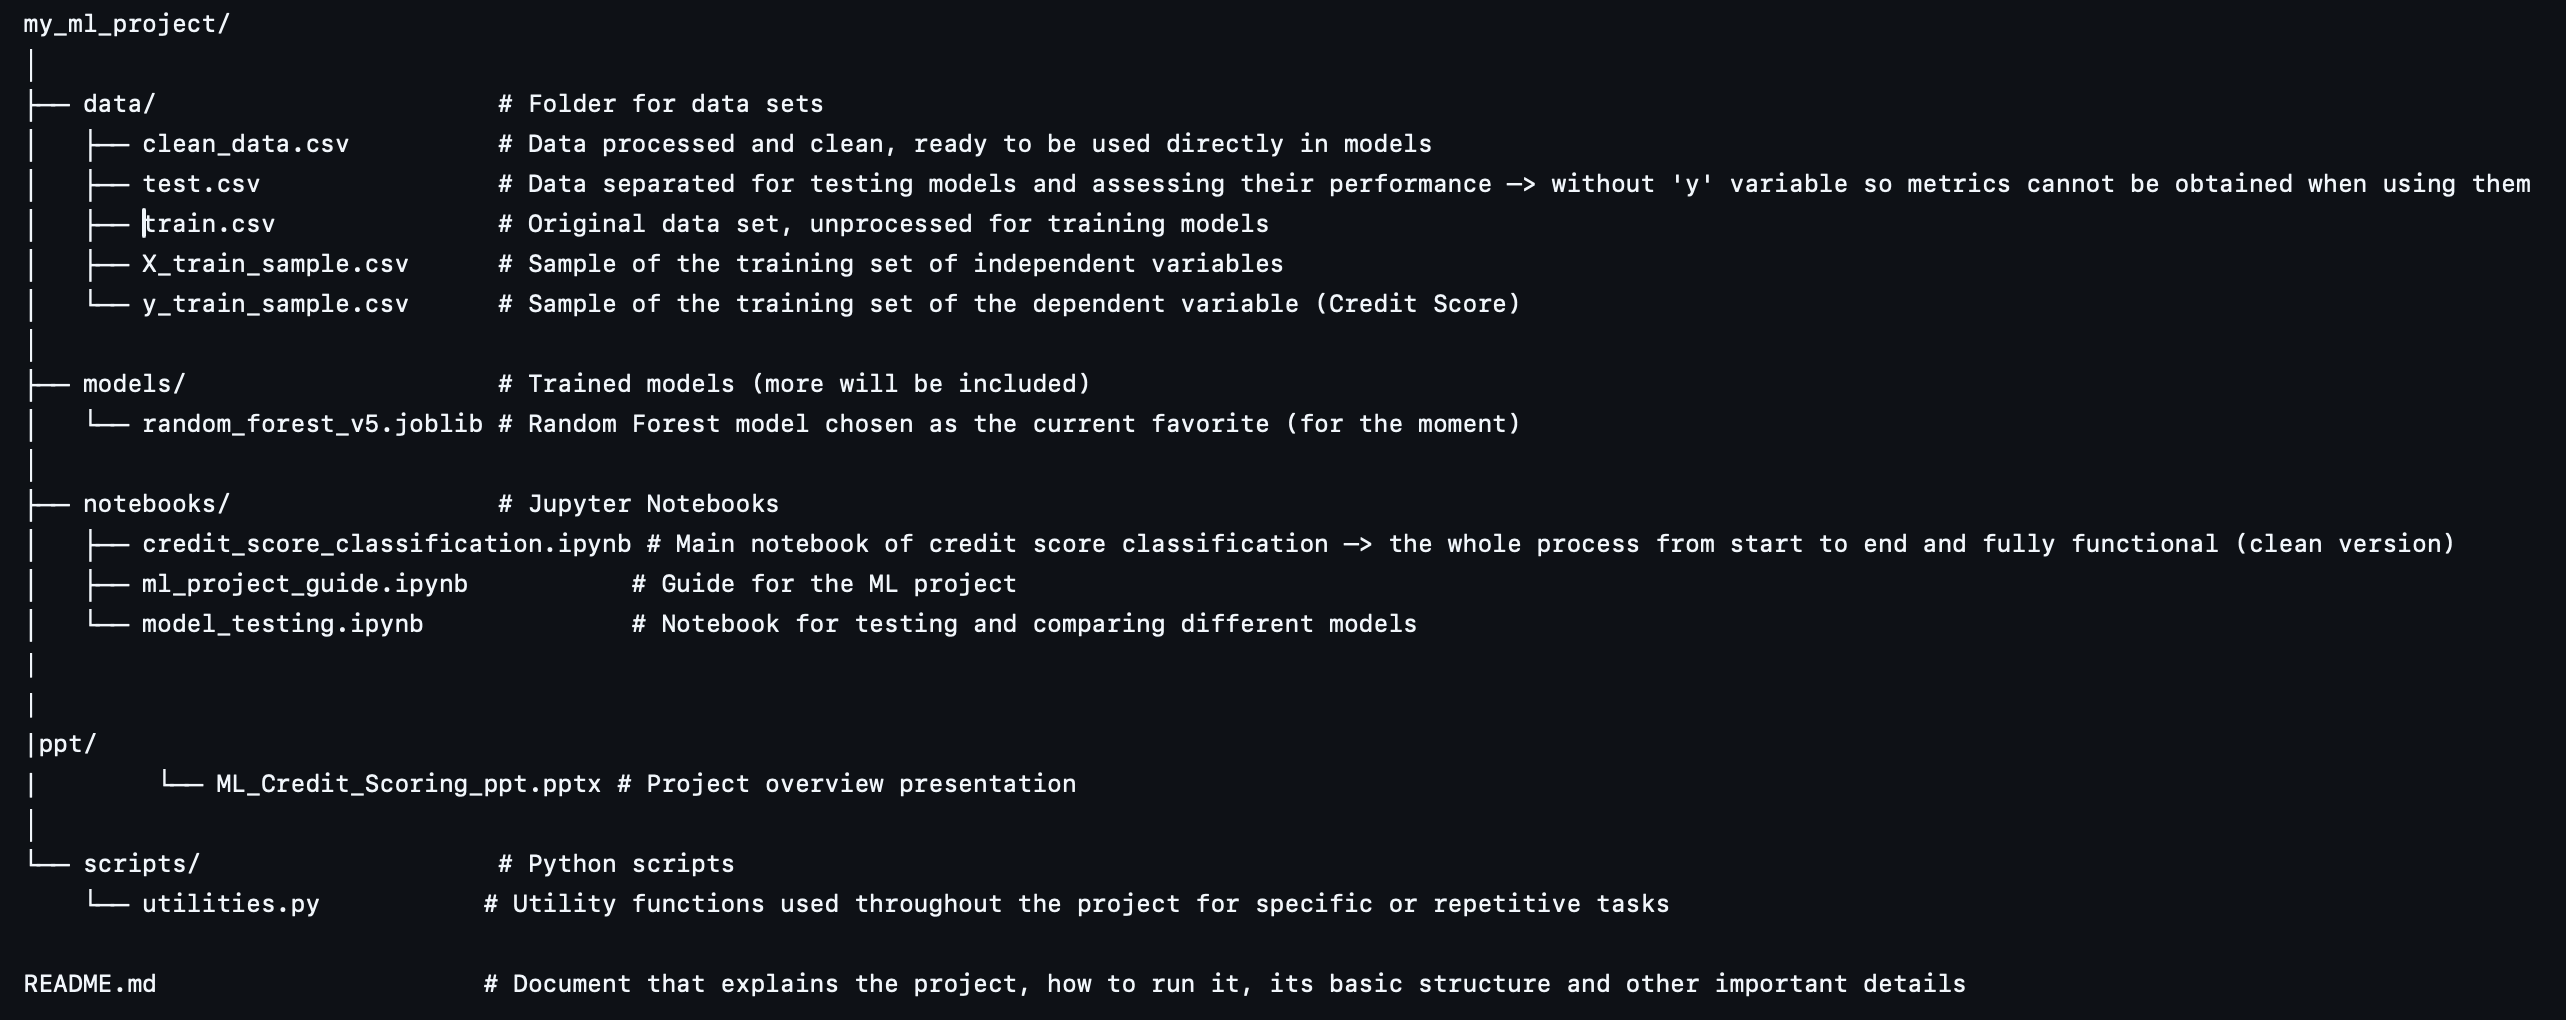 my_ml_project/
│
├── data/                            # Folder for data sets
│   ├── clean_data.csv          # Data processed and clean, ready to be used directly in models
│   ├── test.csv                # Data separated for testing models and assessing their performance —> without 'y' variable so metrics cannot be obtained when using them
│   ├── train.csv               # Original data set, unprocessed for training models
│   ├── X_train_sample.csv      # Sample of the training set of independent variables
│   └── y_train_sample.csv      # Sample of the training set of the dependent variable (Credit Score)
│
├── models/                     # Trained models (more will be included)
│   └── random_forest_v5.joblib # Random Forest model chosen as the current favorite (for the moment)
│
├── notebooks/                  # Jupyter Notebooks
│   ├── credit_score_classification.ipynb # Main notebook of credit score classification —> the whole process from start to end and fully functional (clean version)
│   ├── ml_project_guide.ipynb           # Guide for the ML project
│   └── model_testing.ipynb              # Notebook for testing and comparing different models
|
|
|ppt/
|        └── ML_Credit_Scoring_ppt.pptx # Project overview presentation
│
└── scripts/                    # Python scripts
    └── utilities.py           # Utility functions used throughout the project for specific or repetitive tasks
README.md                      # Document that explains the project, how to run it, its basic structure and other important details